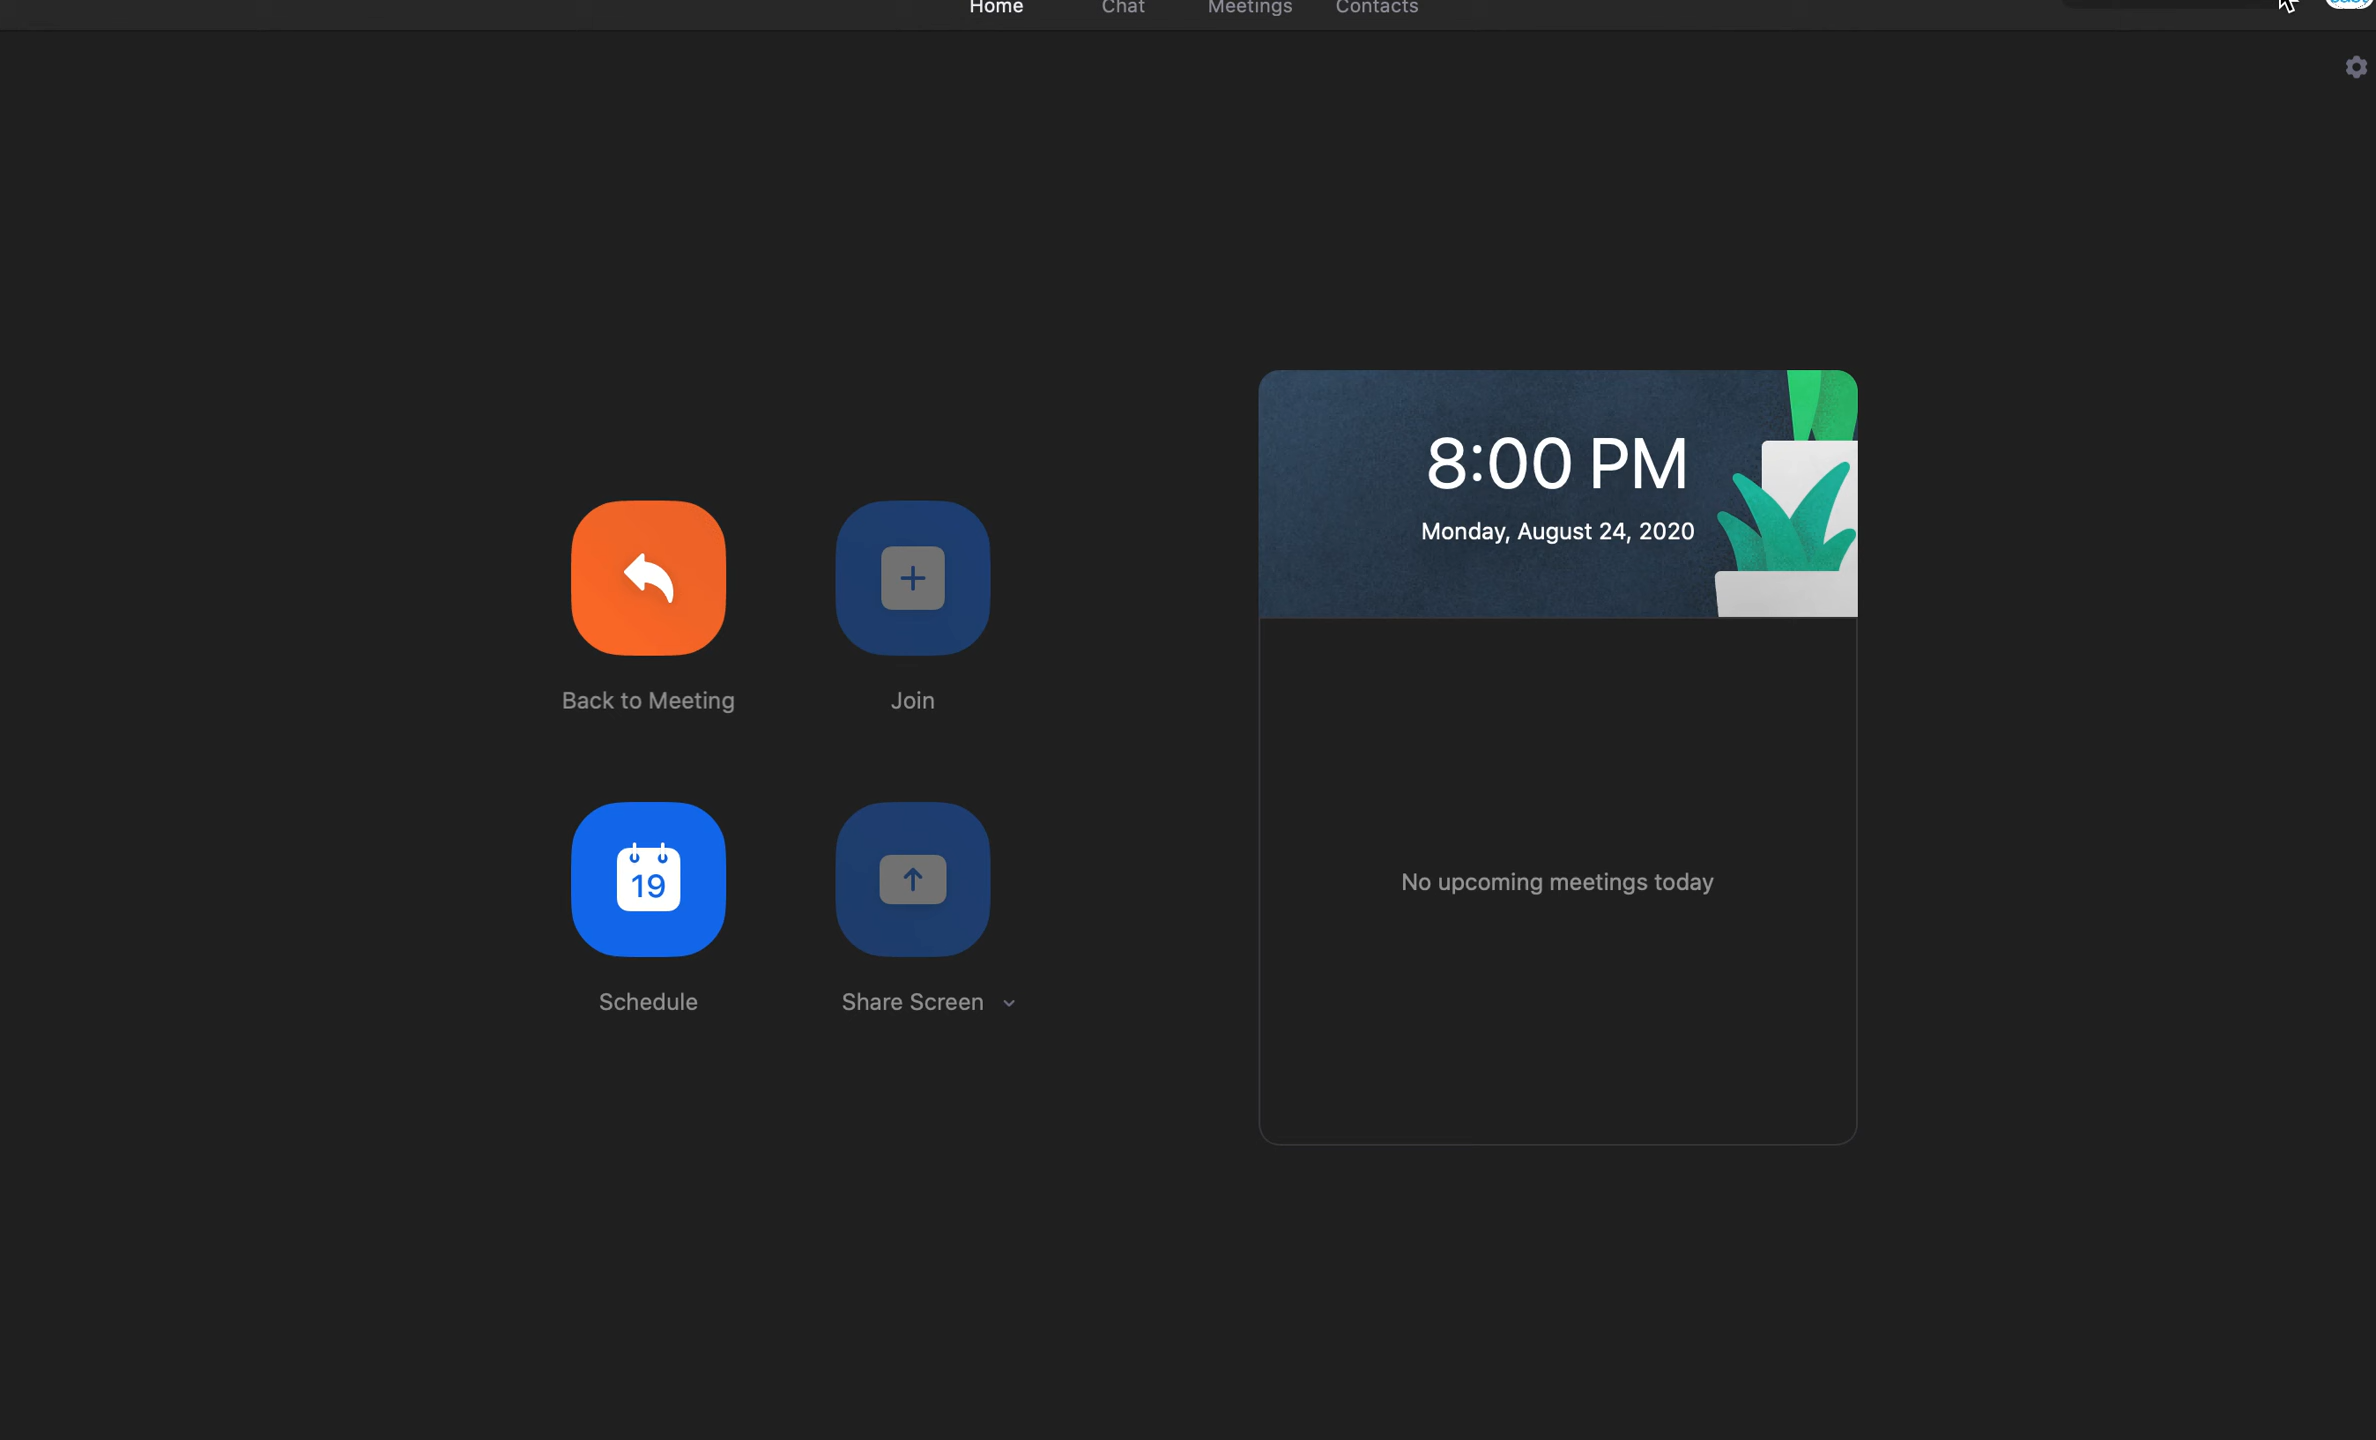 Home
Chat
Meetings
Contacts
8:00 PM
Monday, August 24, 2020
Back to Meeting
Join
19
No upcoming meetings today
Schedule
Share Screen